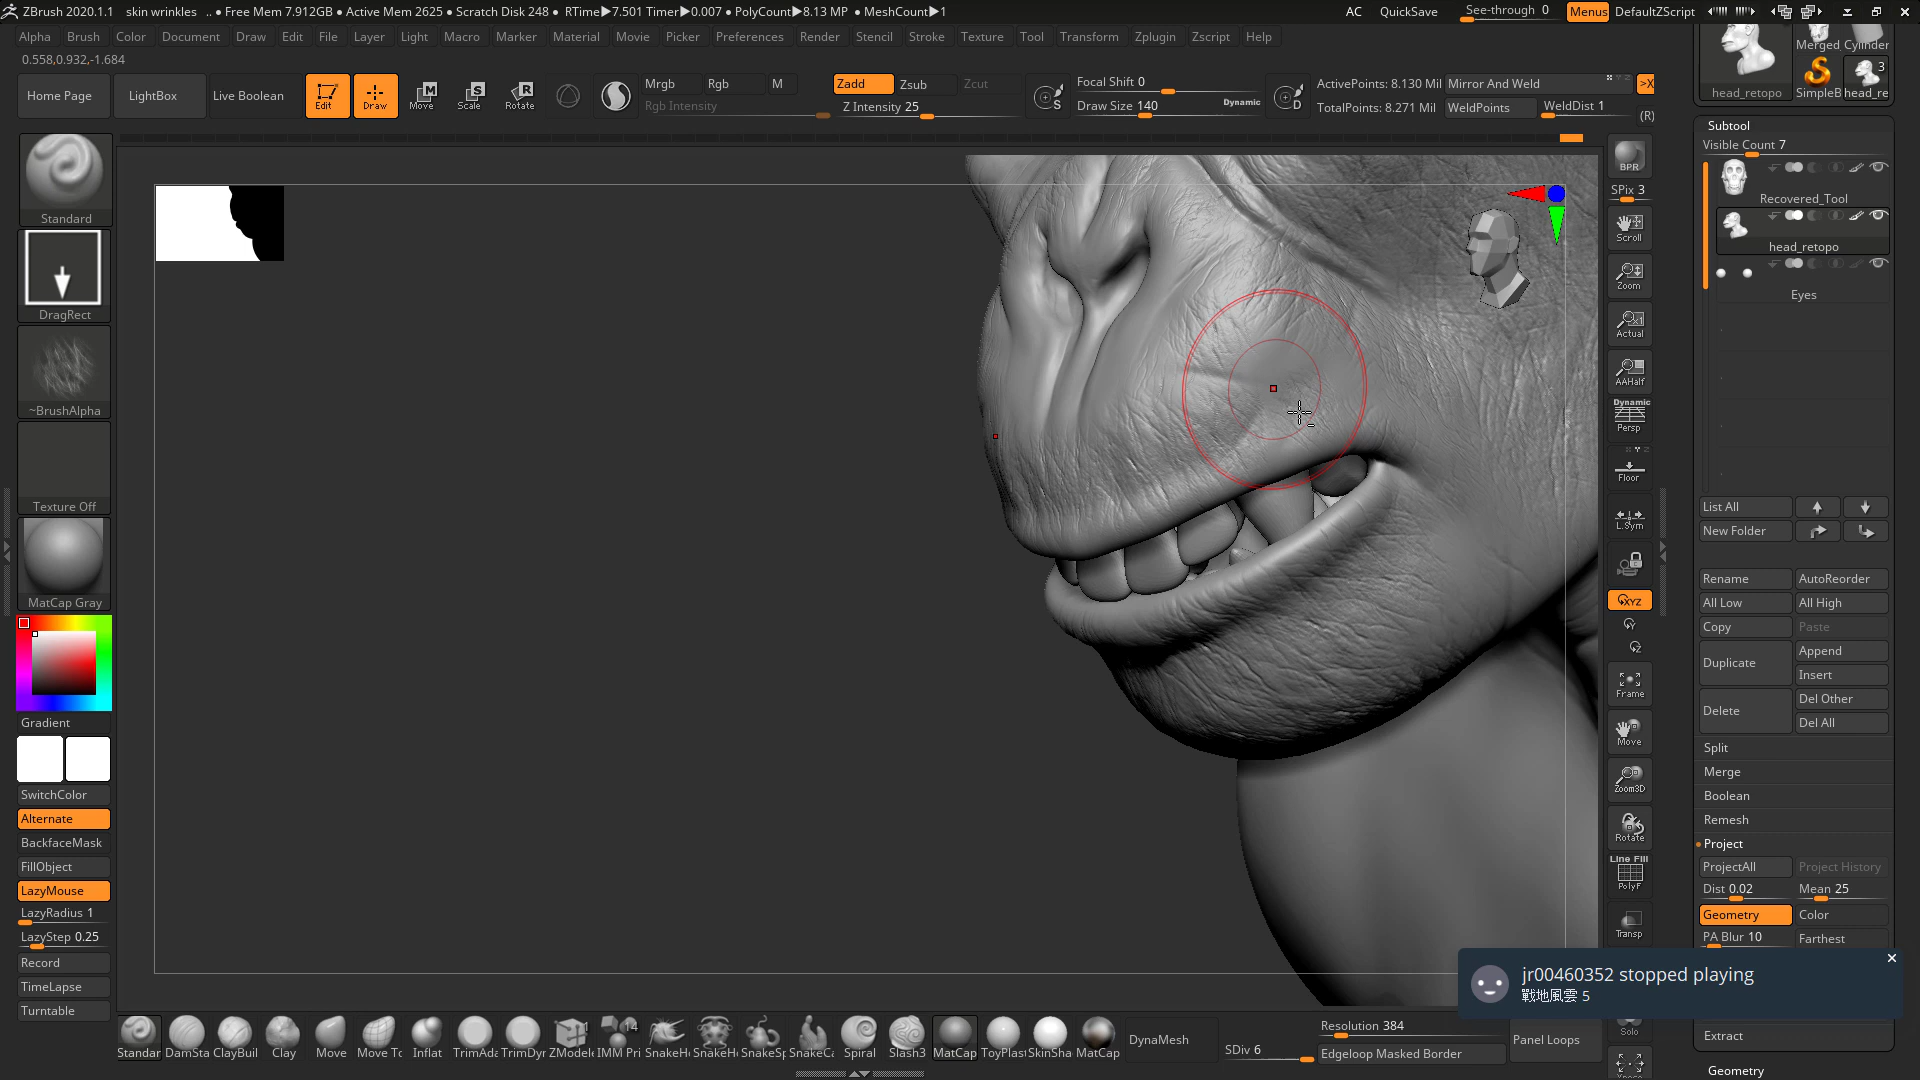 ZBrush 2020.1.1 skin wrinkles .. • Free Mem 7.912GB • Active Mem 2625 • Scratch Disk 248 • RTime▶7.501 Timer▶0.007 • PolyCount▶8.13 MP • MeshCount▶1
AC QuickSave See-through 0 Menus DefaultZScript
Alpha Brush Color Document Draw Edit File Layer Light Macro Marker Material Movie Picker Preferences Render Stencil Stroke Texture Tool Transform Zplugin Zscript Help
0.558,0.932,-1.684
Home Page LightBox Live Boolean Edit Draw Move Scale Rotate
Mrgb Rgb M
Rgb Intensity
Zadd Zsub Zcut
Z Intensity 25
S
Focal Shift 0
Draw Size 140 Dynamic
D
ActivePoints: 8.130 Mil
TotalPoints: 8.271 Mil
Mirror And Weld
WeldPoints WeldDist 1
>X
(R)
Standard
DragRect
~BrushAlpha
Texture Off
MatCap Gray
Gradient
SwitchColor
Alternate
BackfaceMask
FillObject
LazyMouse
LazyRadius 1
LazyStep 0.25
Record
TimeLapse
Turntable
BPR
SPix 3
Scroll
Zoom
Actual
AAHalf
Dynamic
Persp
Floor
L.Sym
XYZ
Y
Z
Frame
Move
Zoom3D
Rotate
Line Fill
PolyF
Transp
Solo
Xpose
Merged Cylinder
head_retopo SimpleB head_re
3
Subtool
Visible Count 7
Recovered_Tool
head_retopo
Eyes
List All
New Folder
Rename AutoReorder
All Low All High
Copy Paste
Duplicate Append
Insert
Delete Del Other
Del All
Split
Merge
Boolean
Remesh
Project
ProjectAll Project History
Dist 0.02 Mean 25
Geometry Color
PA Blur 10 Farthest
jr00460352 stopped playing
戰地風雲 5
Extract
Geometry
Standar DamSta ClayBuil Clay Move Move To Inflat TrimAda TrimDyr ZModel IMM Pri SnakeH SnakeH SnakeSp SnakeCa Spiral Slash3 MatCap ToyPlast SkinSha MatCap
1
14
DynaMesh
SDiv 6
Resolution 384
Edgeloop Masked Border
Panel Loops